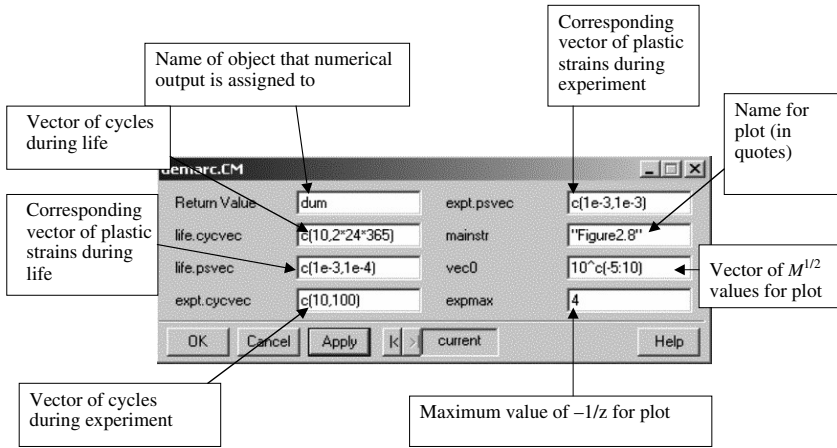 Corresponding
vector of plastic
strains during
experiment
Name of object that numerical
output is assigned to
Name for
plot (in
quotes)
Vector of cycles
during life
demarc.CM
Return Value
dum
expt.psvec
c(1e-3,1e-3)
Corresponding
vector of plastic
strains during
life
life.cycvec
c(10,2*24*365)
mainstr
"Figure2.8"
life.psvec
c(1e-3,1e-4)
vec0
10^c(-5:10)
Vector of M1/2
values for plot
expt.cycvec
c(10,100)
expmax
4
OK
Cancel
Apply
current
Help
Vector of cycles
during experiment
Maximum value of –1/z for plot